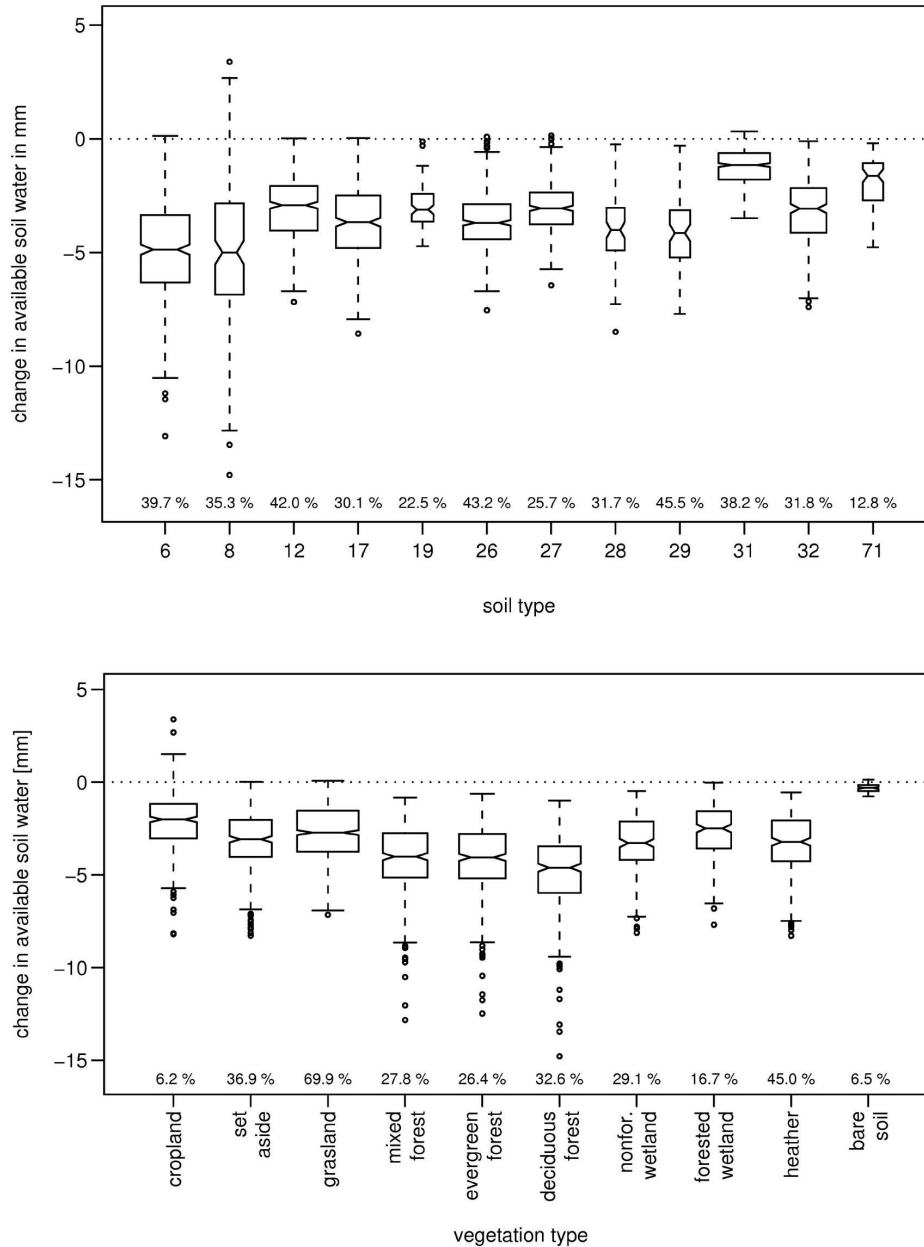 change in available soil water in mm
5
0
−5
−10
−15
39.7 % 35.3 % 42.0 % 30.1 % 22.5 % 43.2 % 25.7 % 31.7 % 45.5 % 38.2 % 31.8 % 12.8 %
6 8 12 17 19 26 27 28 29 31 32 71
soil type
change in available soil water [mm]
5
0
−5
−10
−15
6.2 % 36.9 % 69.9 % 27.8 % 26.4 % 32.6 % 29.1 % 16.7 % 45.0 % 6.5 %
cropland
set
aside
grasland
mixed
forest
evergreen
forest
deciduous
forest
nonfor.
wetland
forested
wetland
heather
bare
soil
vegetation type